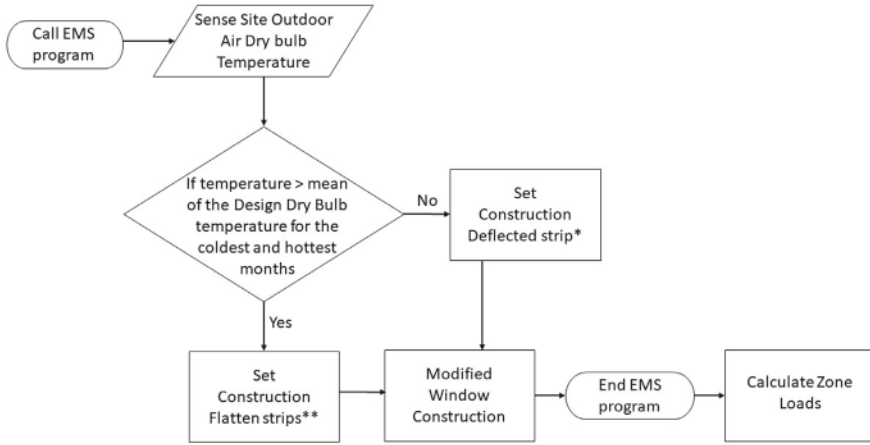 Call EMS
program
Sense Site Outdoor
Air Dry bulb
Temperature
If temperature > mean
of the Design Dry Bulb
temperature for the
coldest and hottest
months
No
Set
Construction
Deflected strip*
Yes
Set
Construction
Flatten strips**
Modified
Window
Construction
End EMS
program
Calculate Zone
Loads